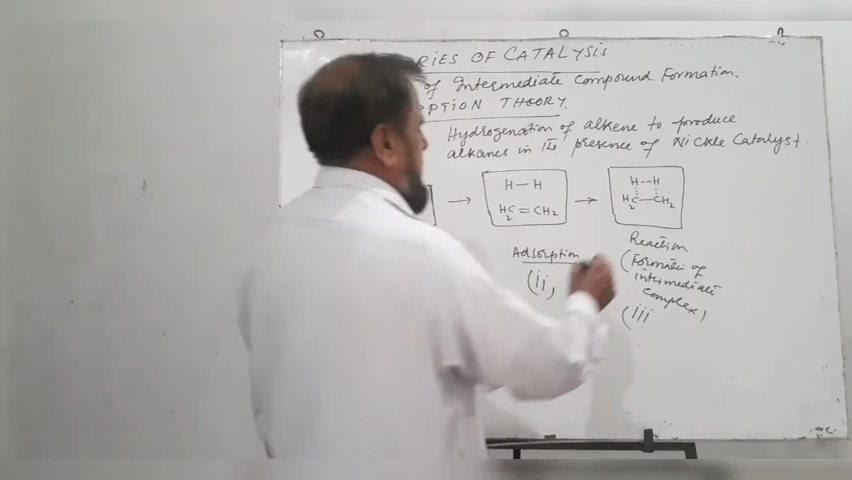 RIES OF CATALYSIS
of Intermediate Compound Formation.
PTION THEORY.
Hydrogenation of alkene to produce
alkanes in the presence of Nickle Catalyst.
H-H → H--H
H₂C=CH₂ H₂C-CH₂
Adsorption
(ii)
Reaction
(Formati of
intermediate
complex)
(iii